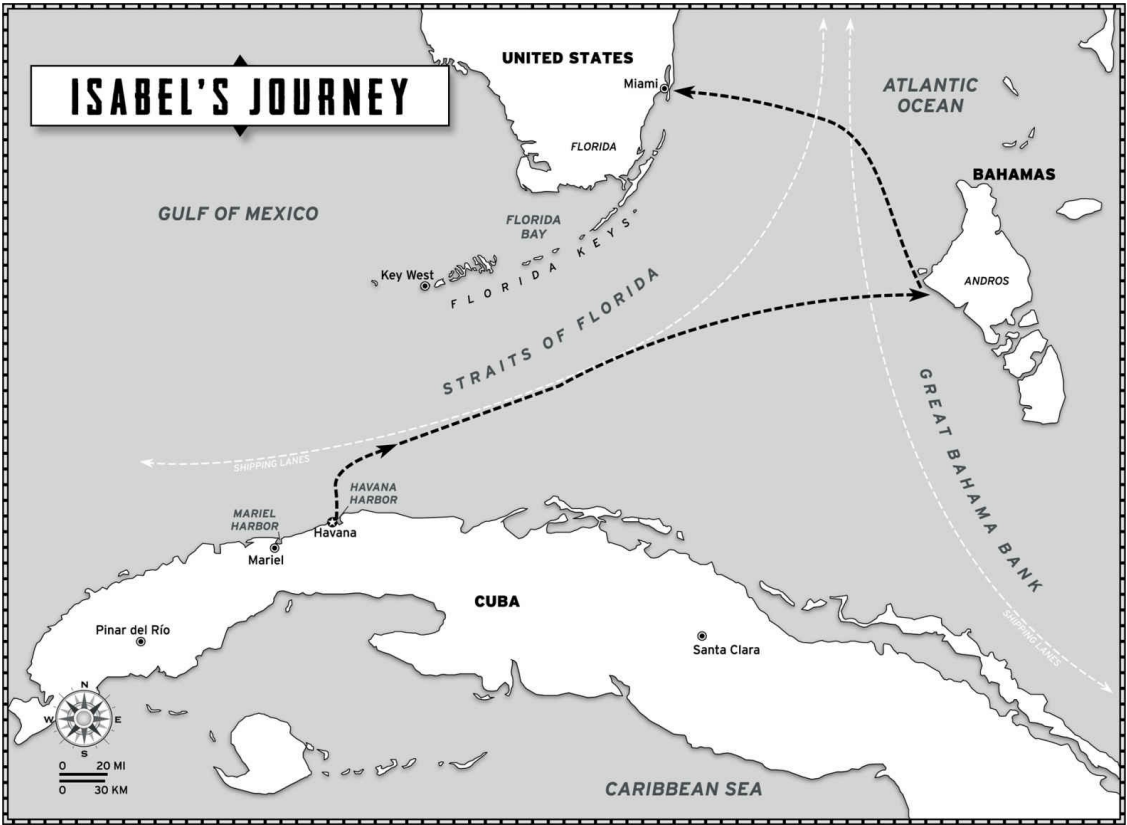 ISABEL'S JOURNEY
UNITED STATES
Miami
ATLANTIC
OCEAN
FLORIDA
BAHAMAS
GULF OF MEXICO
FLORIDA
BAY
Key West
FLORIDA KEYS
ANDROS
STRAITS OF FLORIDA
GREAT BAHAMA BANK
SHIPPING LANES
HAVANA
HARBOR
MARIEL
HARBOR
Havana
Mariel
CUBA
Pinar del Río
Santa Clara
SHIPPING LANES
N
W
E
S
0 20 MI
0 30 KM
CARIBBEAN SEA